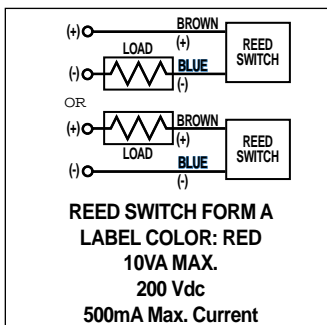 (+) BROWN
LOAD (+) REED
SWITCH
(-) BLUE
(-)
OR
(+) BROWN
(+) REED
LOAD SWITCH
BLUE
(-) (-)
REED SWITCH FORM A
LABEL COLOR: RED
10VA MAX.
200 Vdc
500mA Max. Current